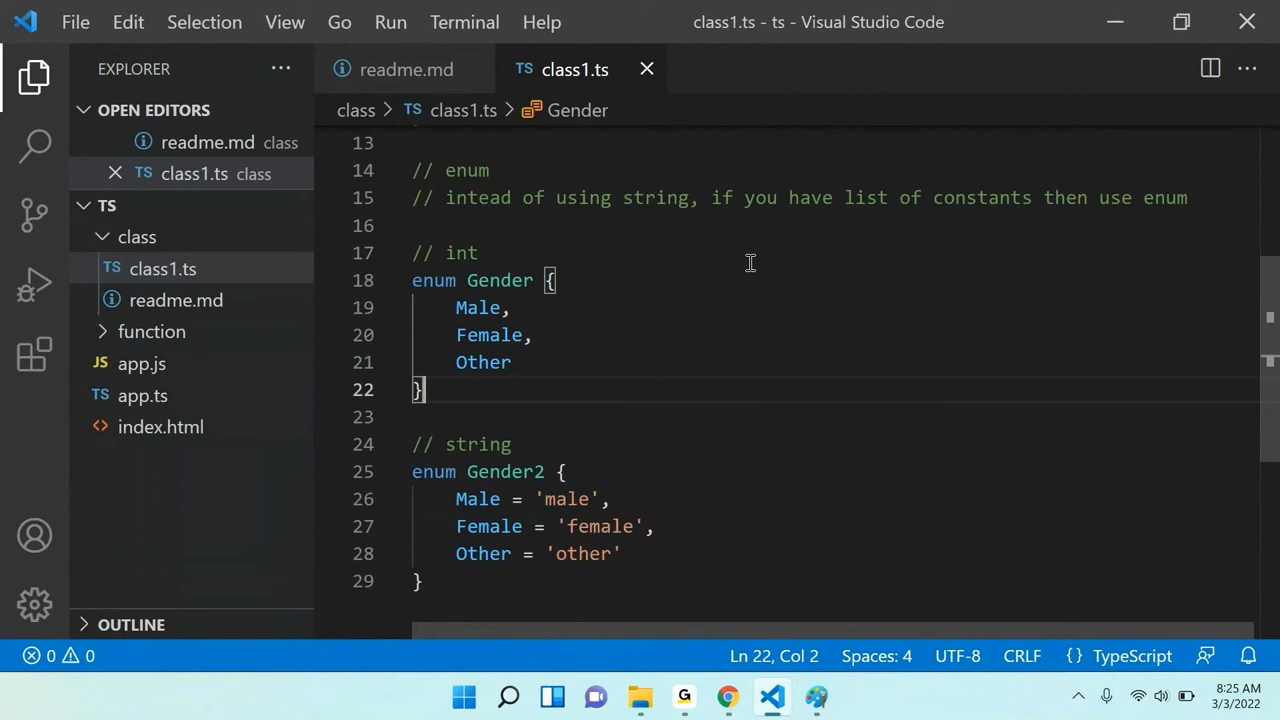 File Edit Selection View Go Run Terminal Help class1.ts - ts - Visual Studio Code
EXPLORER ··· readme.md TS class1.ts
OPEN EDITORS
readme.md class
TS class1.ts class
TS
class
TS class1.ts
readme.md
function
JS app.js
TS app.ts
<> index.html
OUTLINE
class > TS class1.ts > Gender
13
14 // enum
15 // intead of using string, if you have list of constants then use enum
16
17 // int
18 enum Gender {
19 Male,
20 Female,
21 Other
22 }
23
24 // string
25 enum Gender2 {
26 Male = 'male',
27 Female = 'female',
28 Other = 'other'
29 }
0 0 Ln 22, Col 2 Spaces: 4 UTF-8 CRLF {} TypeScript
G
8:25 AM
3/3/2022